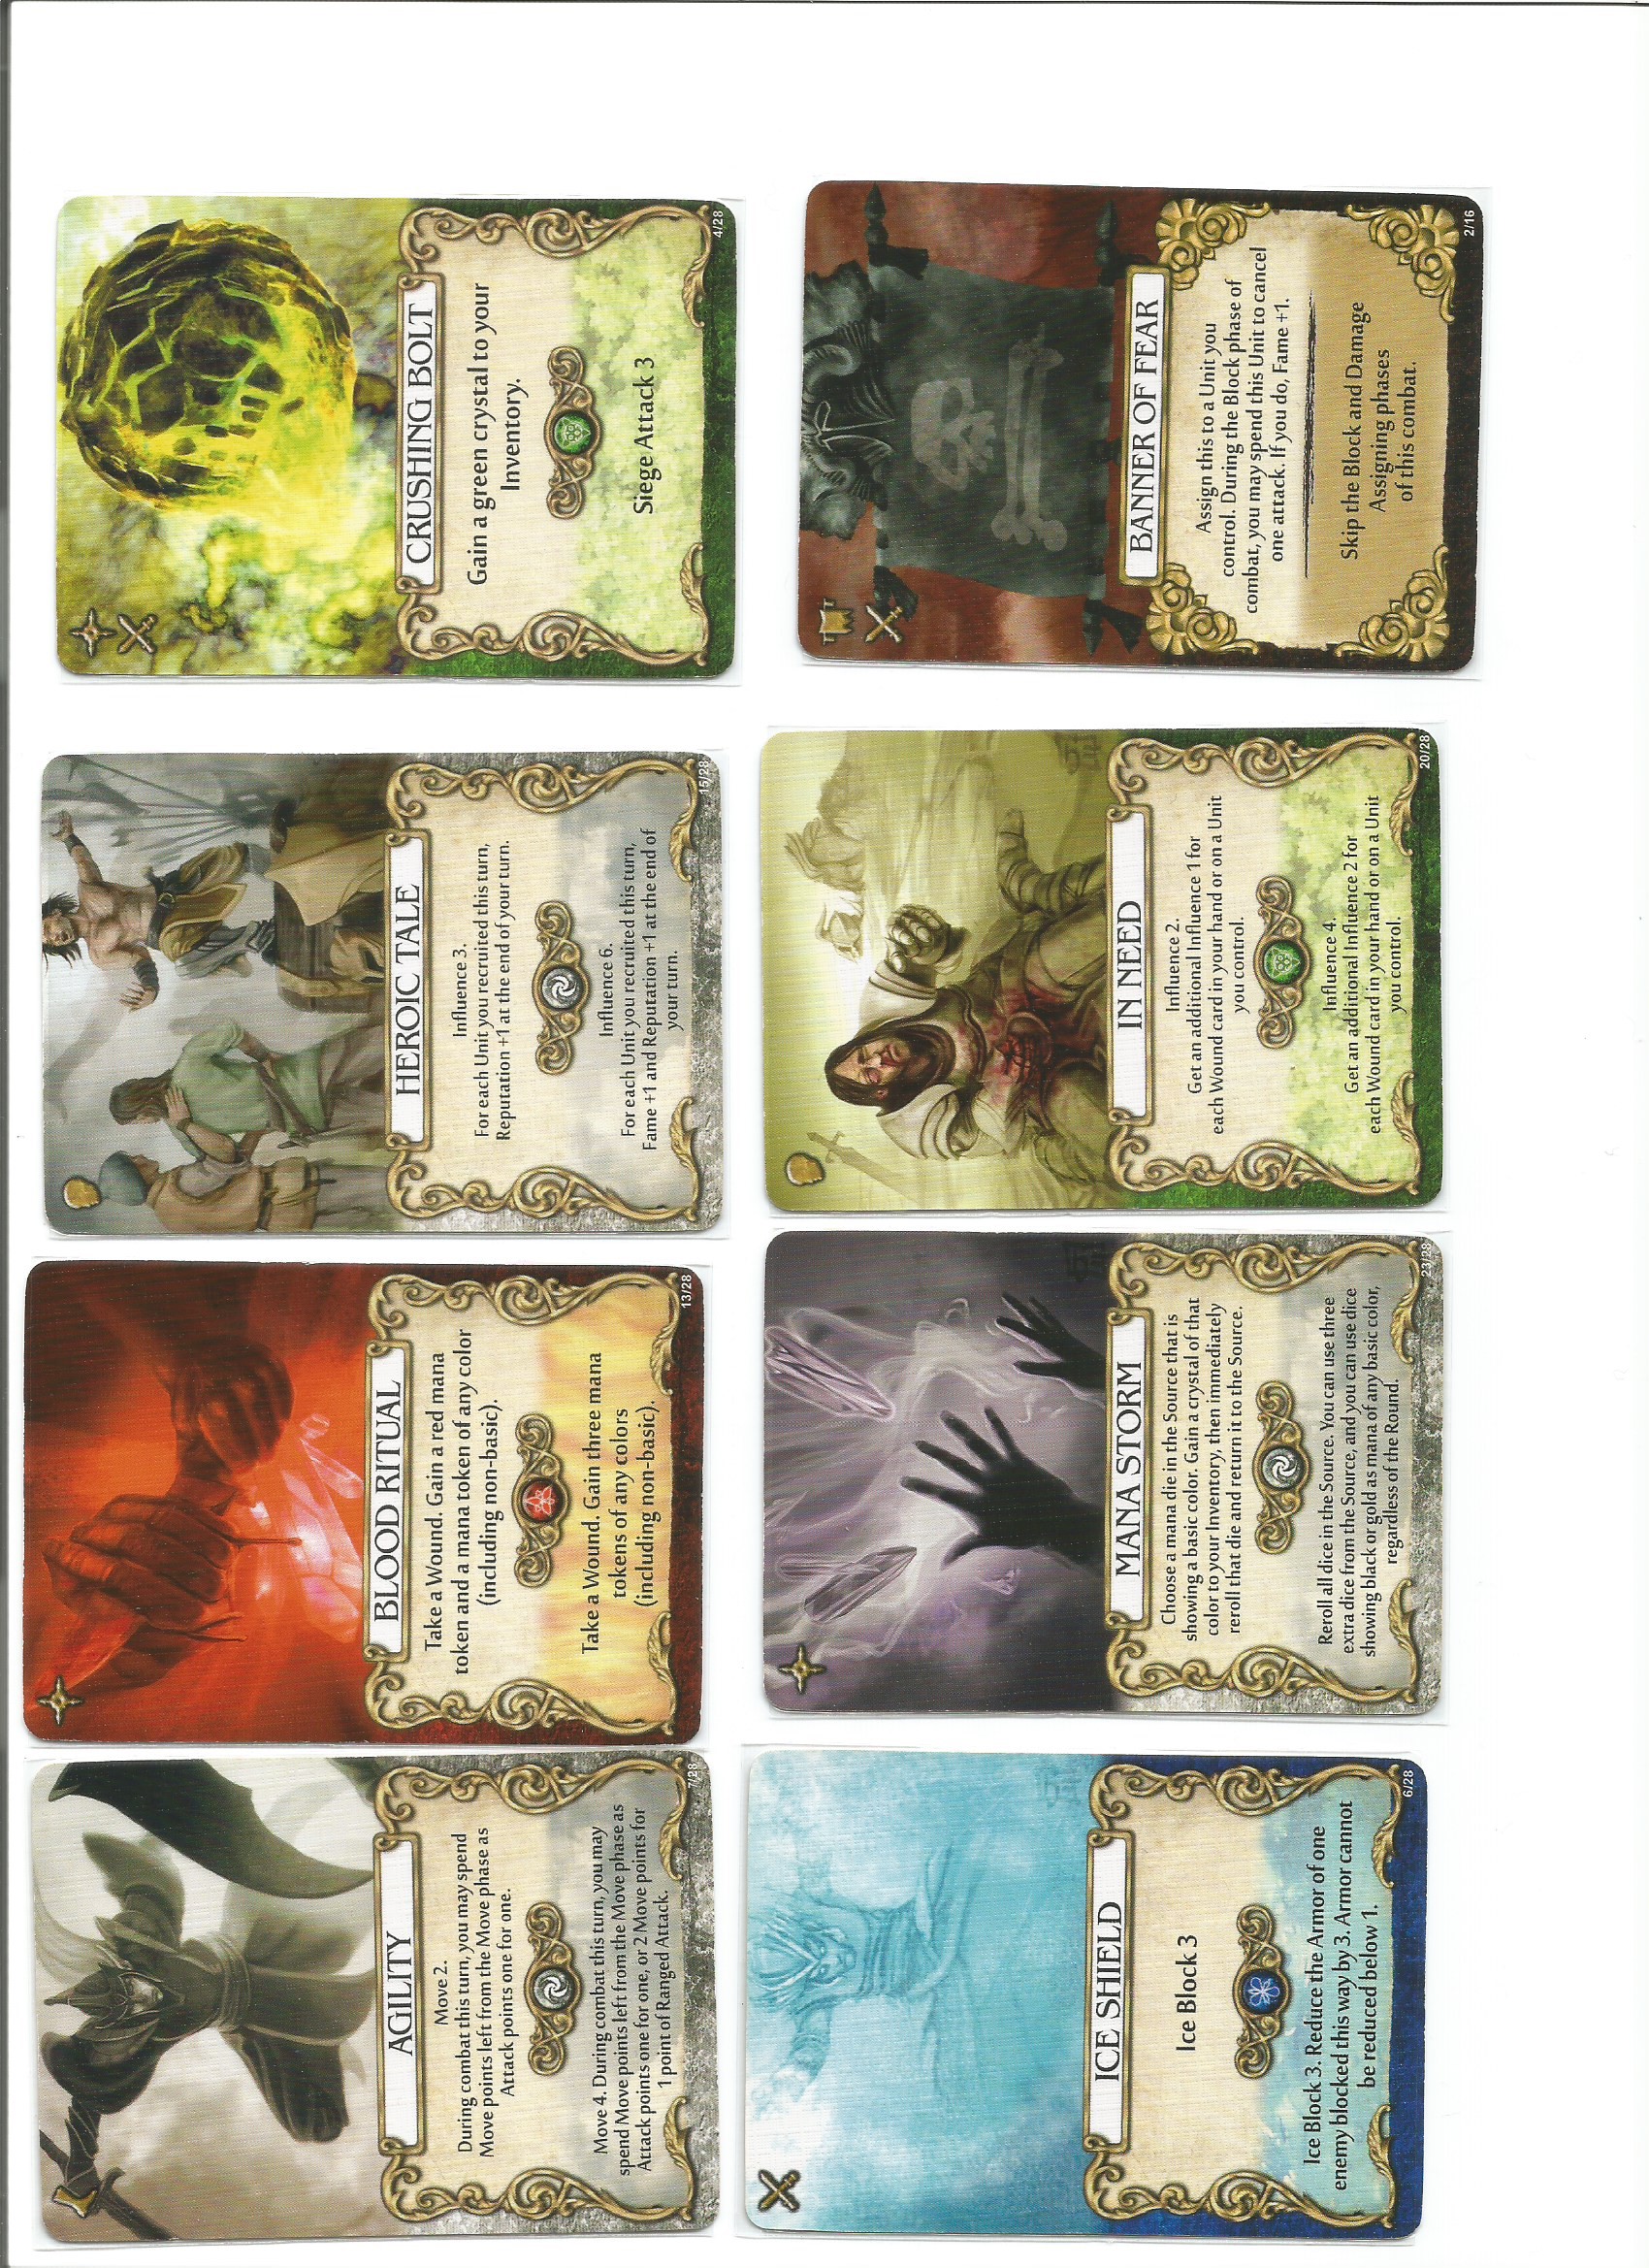 AGILITY
Move 2.
During combat this turn, you may spend
Move points left from the Move phase as
Attack points one for one.
Move 4. During combat this turn, you may
spend Move points left from the Move phase as
Attack points one for one, or 2 Move points for
1 point of Ranged Attack.
7/28
BLOOD RITUAL
Take a Wound. Gain a red mana
token and a mana token of any color
(including non-basic).
Take a Wound. Gain three mana
tokens of any colors
(including non-basic).
13/28
HEROIC TALE
Influence 3.
For each Unit you recruited this turn,
Reputation +1 at the end of your turn.
Influence 6.
For each Unit you recruited this turn,
Fame +1 and Reputation +1 at the end of
your turn.
15/28
CRUSHING BOLT
Gain a green crystal to your
Inventory.
Siege Attack 3
4/28
ICE SHIELD
Ice Block 3
Ice Block 3. Reduce the Armor of one
enemy blocked this way by 3. Armor cannot
be reduced below 1.
6/28
MANA STORM
Choose a mana die in the Source that is
showing a basic color. Gain a crystal of that
color to your Inventory, then immediately
reroll that die and return it to the Source.
Reroll all dice in the Source. You can use three
extra dice from the Source, and you can use dice
showing black or gold as mana of any basic color,
regardless of the Round.
23/28
IN NEED
Influence 2.
Get an additional Influence 1 for
each Wound card in your hand or on a Unit
you control.
Influence 4.
Get an additional Influence 2 for
each Wound card in your hand or on a Unit
you control.
20/28
BANNER OF FEAR
Assign this to a Unit you
control. During the Block phase of
combat, you may spend this Unit to cancel
one attack. If you do, Fame +1.
Skip the Block and Damage
Assigning phases
of this combat.
2/16